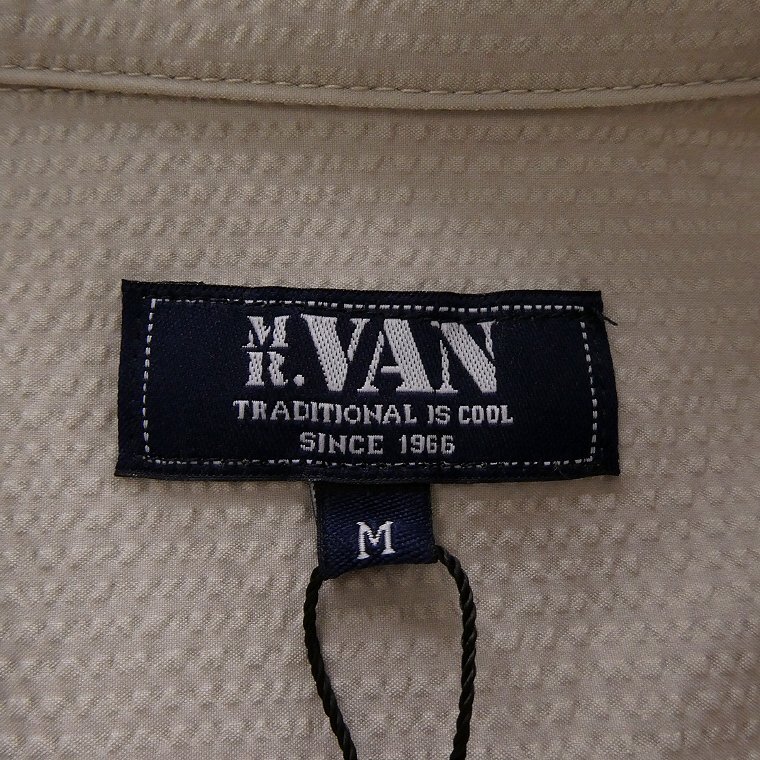 MR. VAN
TRADITIONAL IS COOL
SINCE 1966
M